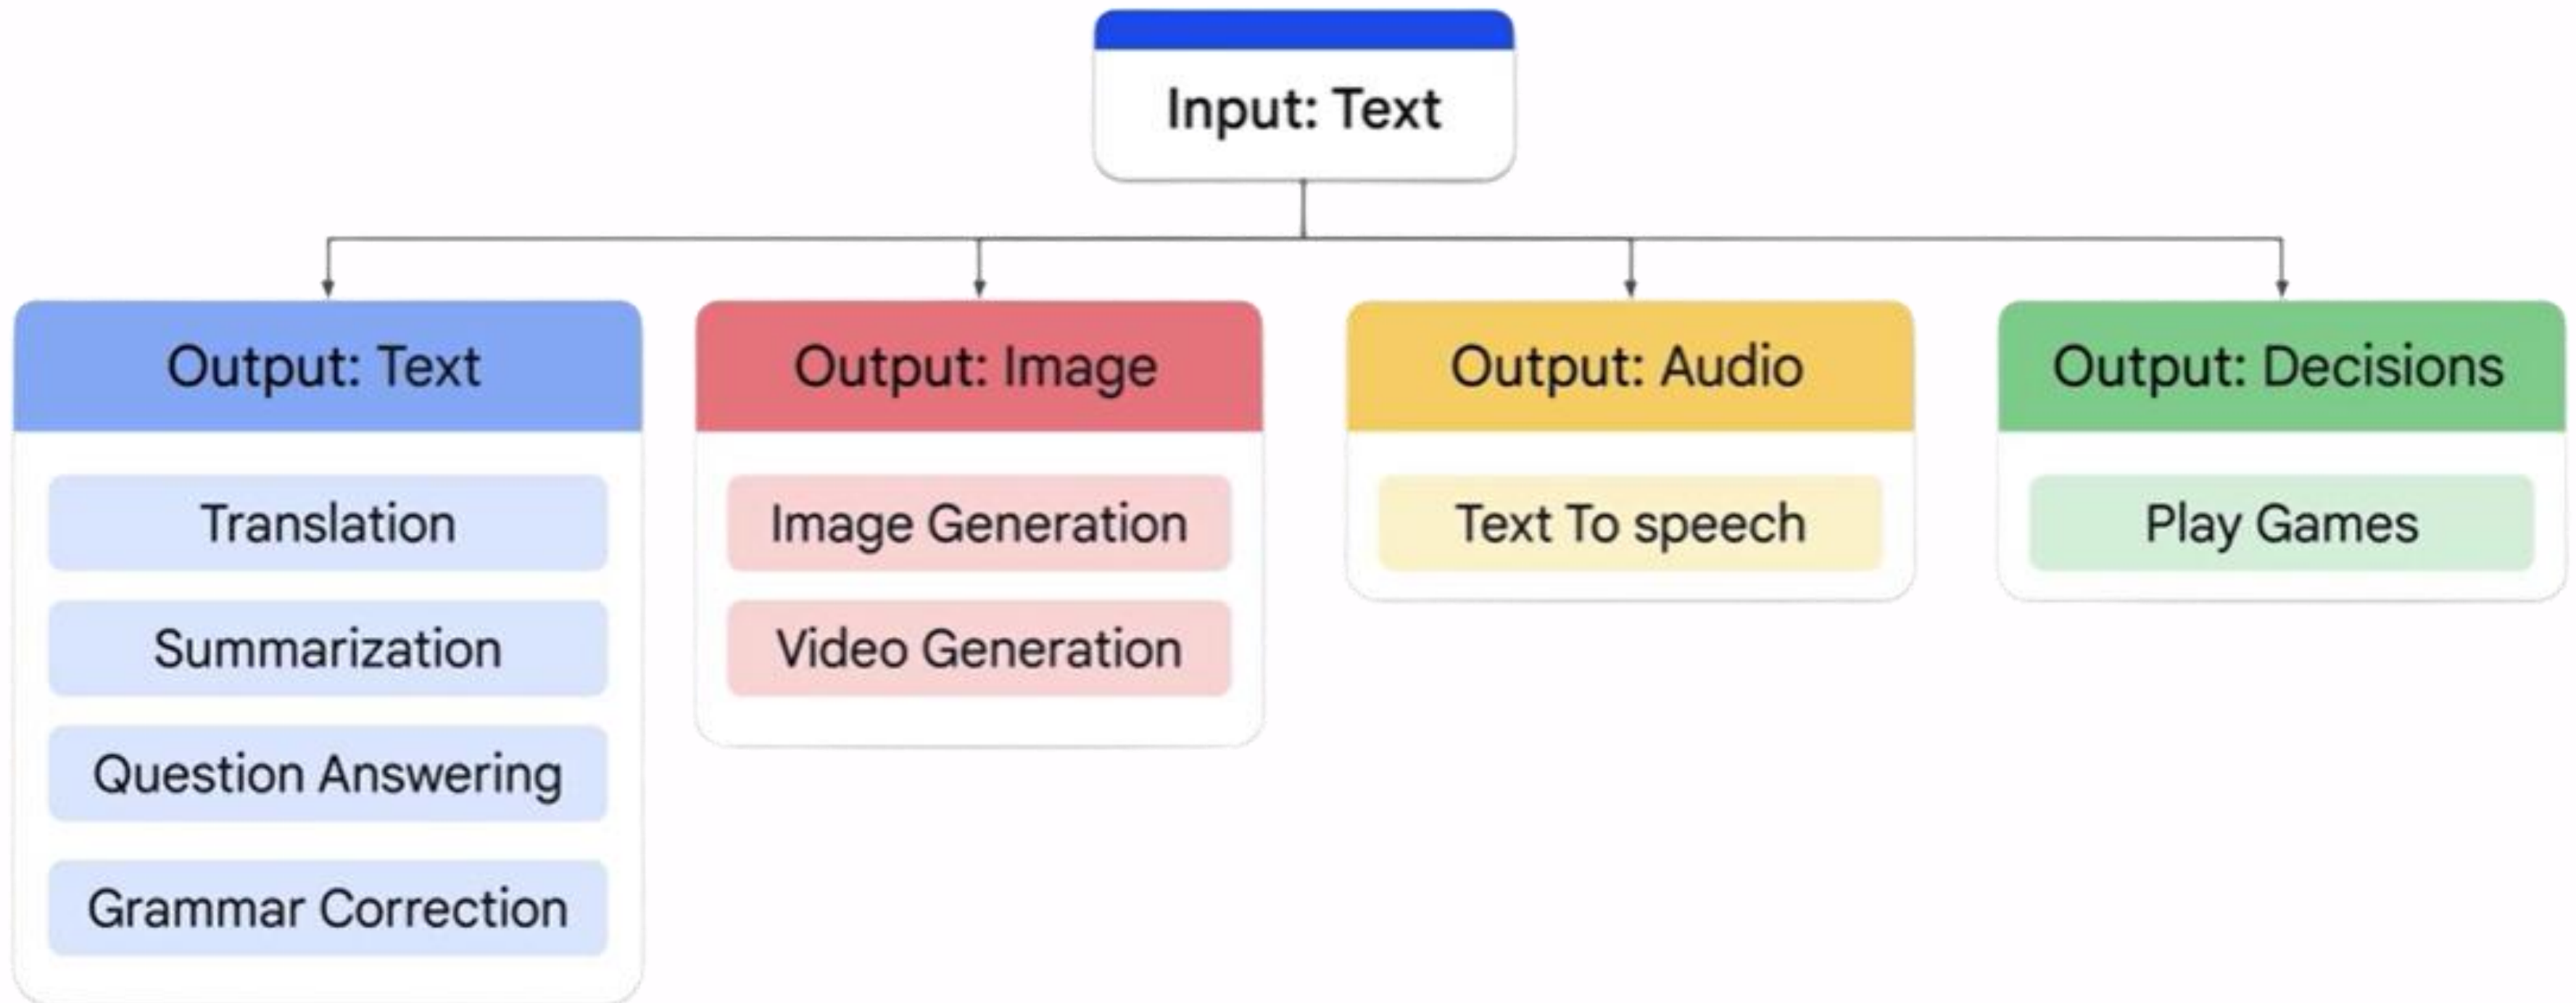 Input: Text
Output: Text
Translation
Summarization
Question Answering
Grammar Correction
Output: Image
Image Generation
Video Generation
Output: Audio
Text To speech
Output: Decisions
Play Games